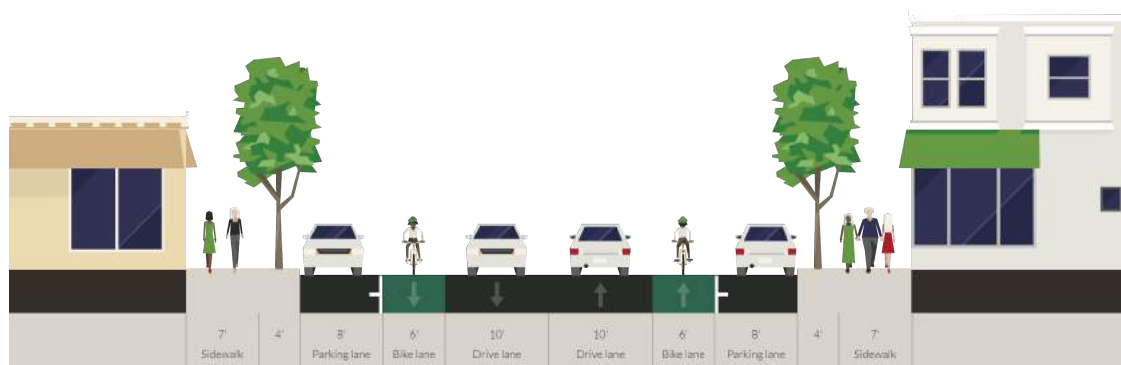 7' 4' 8' 6' 10' 10' 6' 8' 4' 7'
Sidewalk Parking lane Bike lane Drive lane Drive lane Bike lane Parking lane Sidewalk